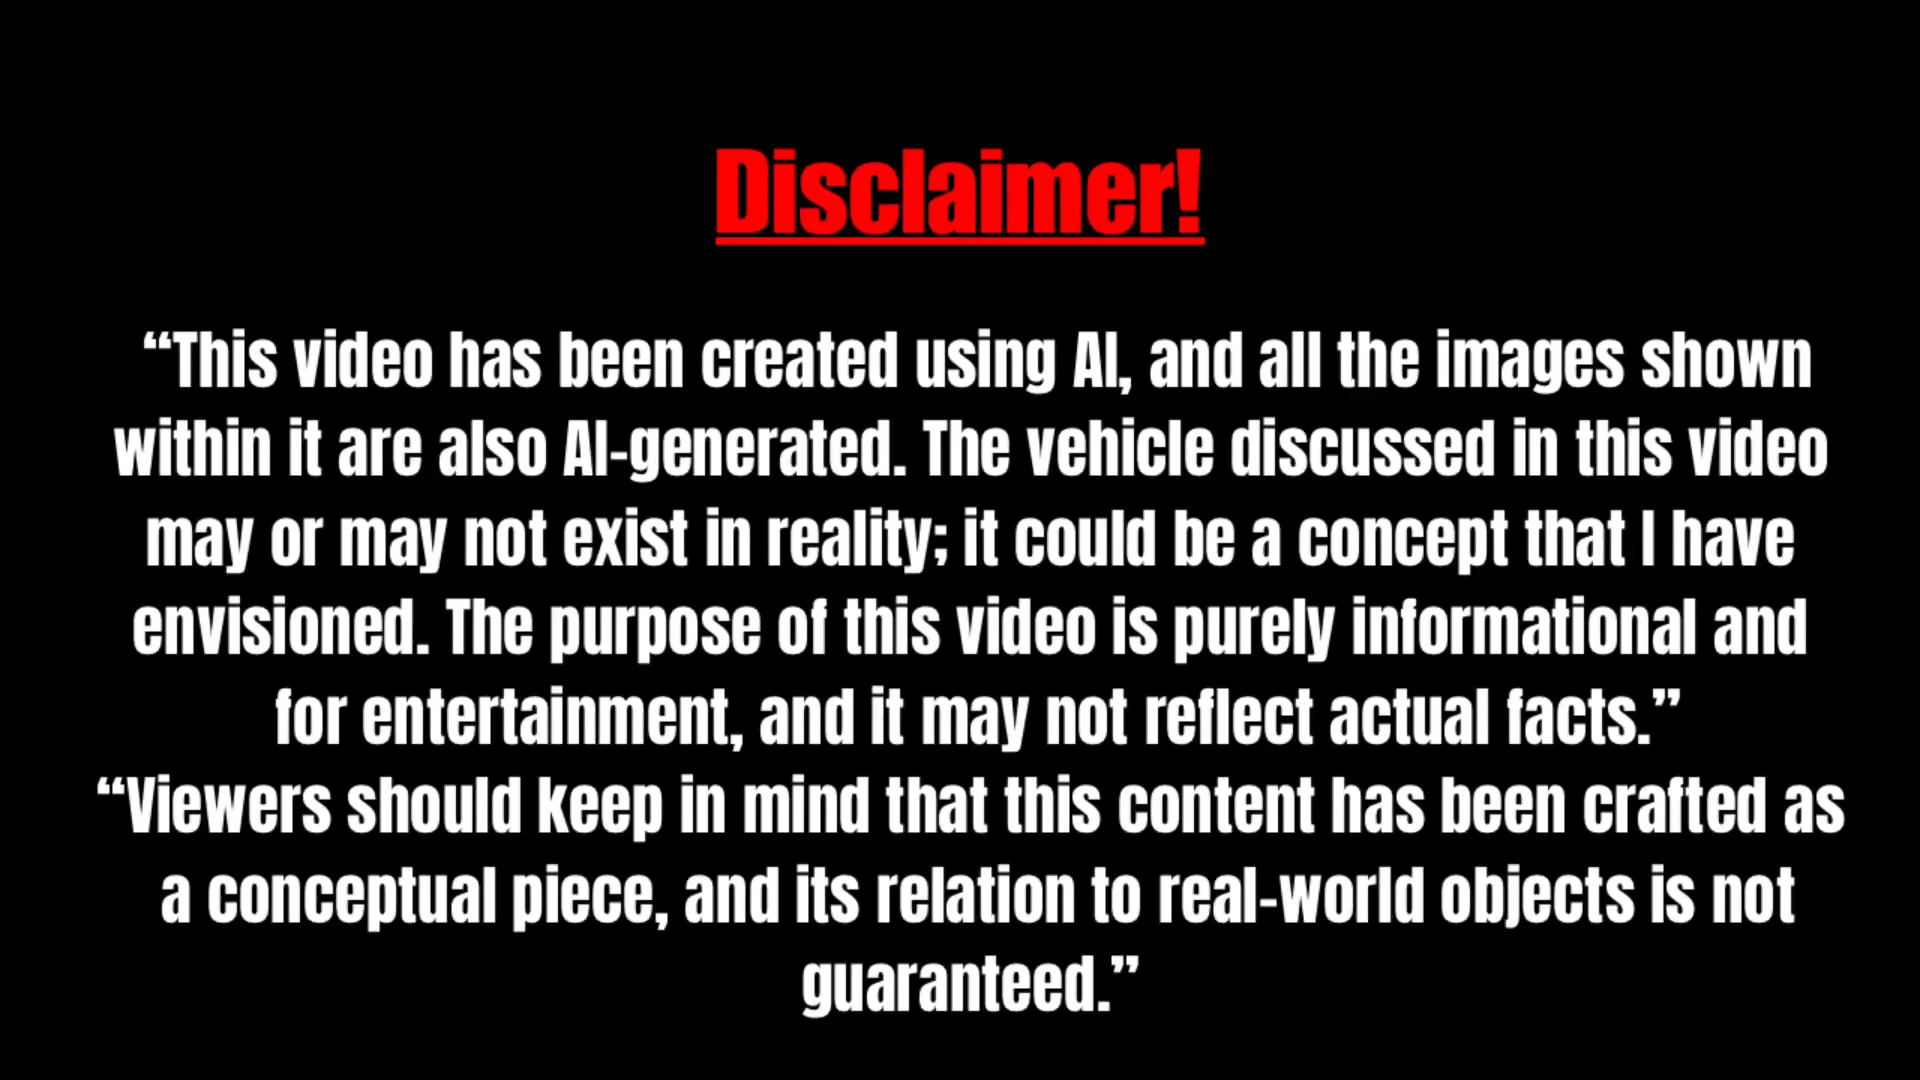 Disclaimer!
“This video has been created using AI, and all the images shown
within it are also AI-generated. The vehicle discussed in this video
may or may not exist in reality; it could be a concept that I have
envisioned. The purpose of this video is purely informational and
for entertainment, and it may not reflect actual facts.”
“Viewers should keep in mind that this content has been crafted as
a conceptual piece, and its relation to real-world objects is not
guaranteed.”